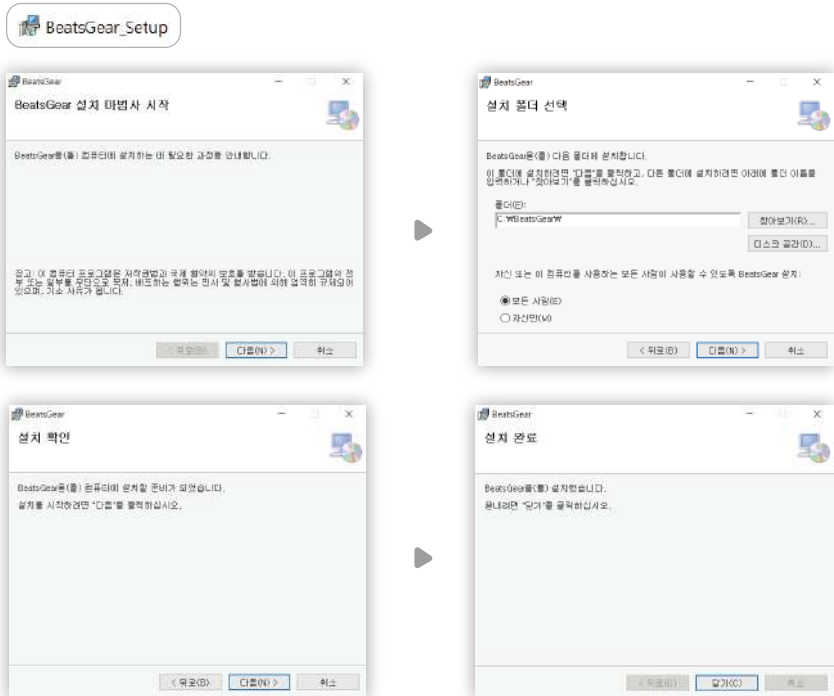 BeatsGear_Setup
BeatsGear
BeatsGear 설치 마법사 시작
BeatsGear을(를) 컴퓨터에 설치하는 데 필요한 과정을 안내합니다.
경고: 이 컴퓨터 프로그램은 저작권법과 국제 협약의 보호를 받습니다. 이 프로그램의 전
부 또는 일부를 무단으로 복제, 배포하는 행위는 민사 및 형사법에 의해 엄격히 규제되어
있으며, 기소 사유가 됩니다.
< 뒤로(B) 다음(N) > 취소
BeatsGear
설치 폴더 선택
BeatsGear을(를) 다음 폴더에 설치합니다.
이 폴더에 설치하려면 "다음"을 클릭하고, 다른 폴더에 설치하려면 아래에 폴더 이름을
입력하거나 "찾아보기"를 클릭하십시오.
폴더(F):
C:\BeatsGear\
찾아보기(R)...
디스크 공간(D)...
자신 또는 이 컴퓨터를 사용하는 모든 사람이 사용할 수 있도록 BeatsGear 설치:
모든 사람(E)
자신만(M)
< 뒤로(B) 다음(N) > 취소
BeatsGear
설치 확인
BeatsGear을(를) 컴퓨터에 설치할 준비가 되었습니다.
설치를 시작하려면 "다음"을 클릭하십시오.
< 뒤로(B) 다음(N) > 취소
BeatsGear
설치 완료
BeatsGear을(를) 설치했습니다.
끝내려면 "닫기"를 클릭하십시오.
< 뒤로(B) 닫기(C) 취소